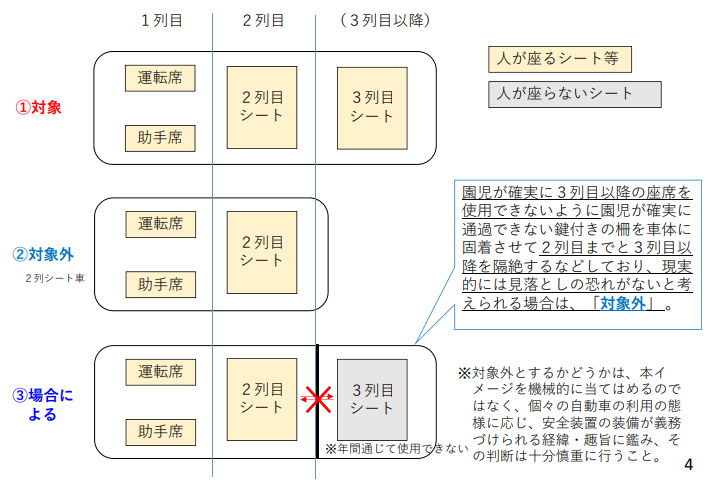 １列目
２列目
（３列目以降）
人が座るシート等
人が座らないシート
①対象
運転席
助手席
２列目
シート
３列目
シート
②対象外
２列シート車
運転席
助手席
２列目
シート
園児が確実に３列目以降の座席を
使用できないように園児が確実に
通過できない鍵付きの柵を車体に
固着させて２列目までと３列目以
降を隔絶するなどしており、現実
的には見落としの恐れがないと考
えられる場合は、「対象外」。
③場合に
よる
運転席
助手席
２列目
シート
３列目
シート
※年間通じて使用できない
※対象外とするかどうかは、本イ
メージを機械的に当てはめるので
はなく、個々の自動車の利用の態
様に応じ、安全装置の装備が義務
づけられる経緯・趣旨に鑑み、そ
の判断は十分慎重に行うこと。
4